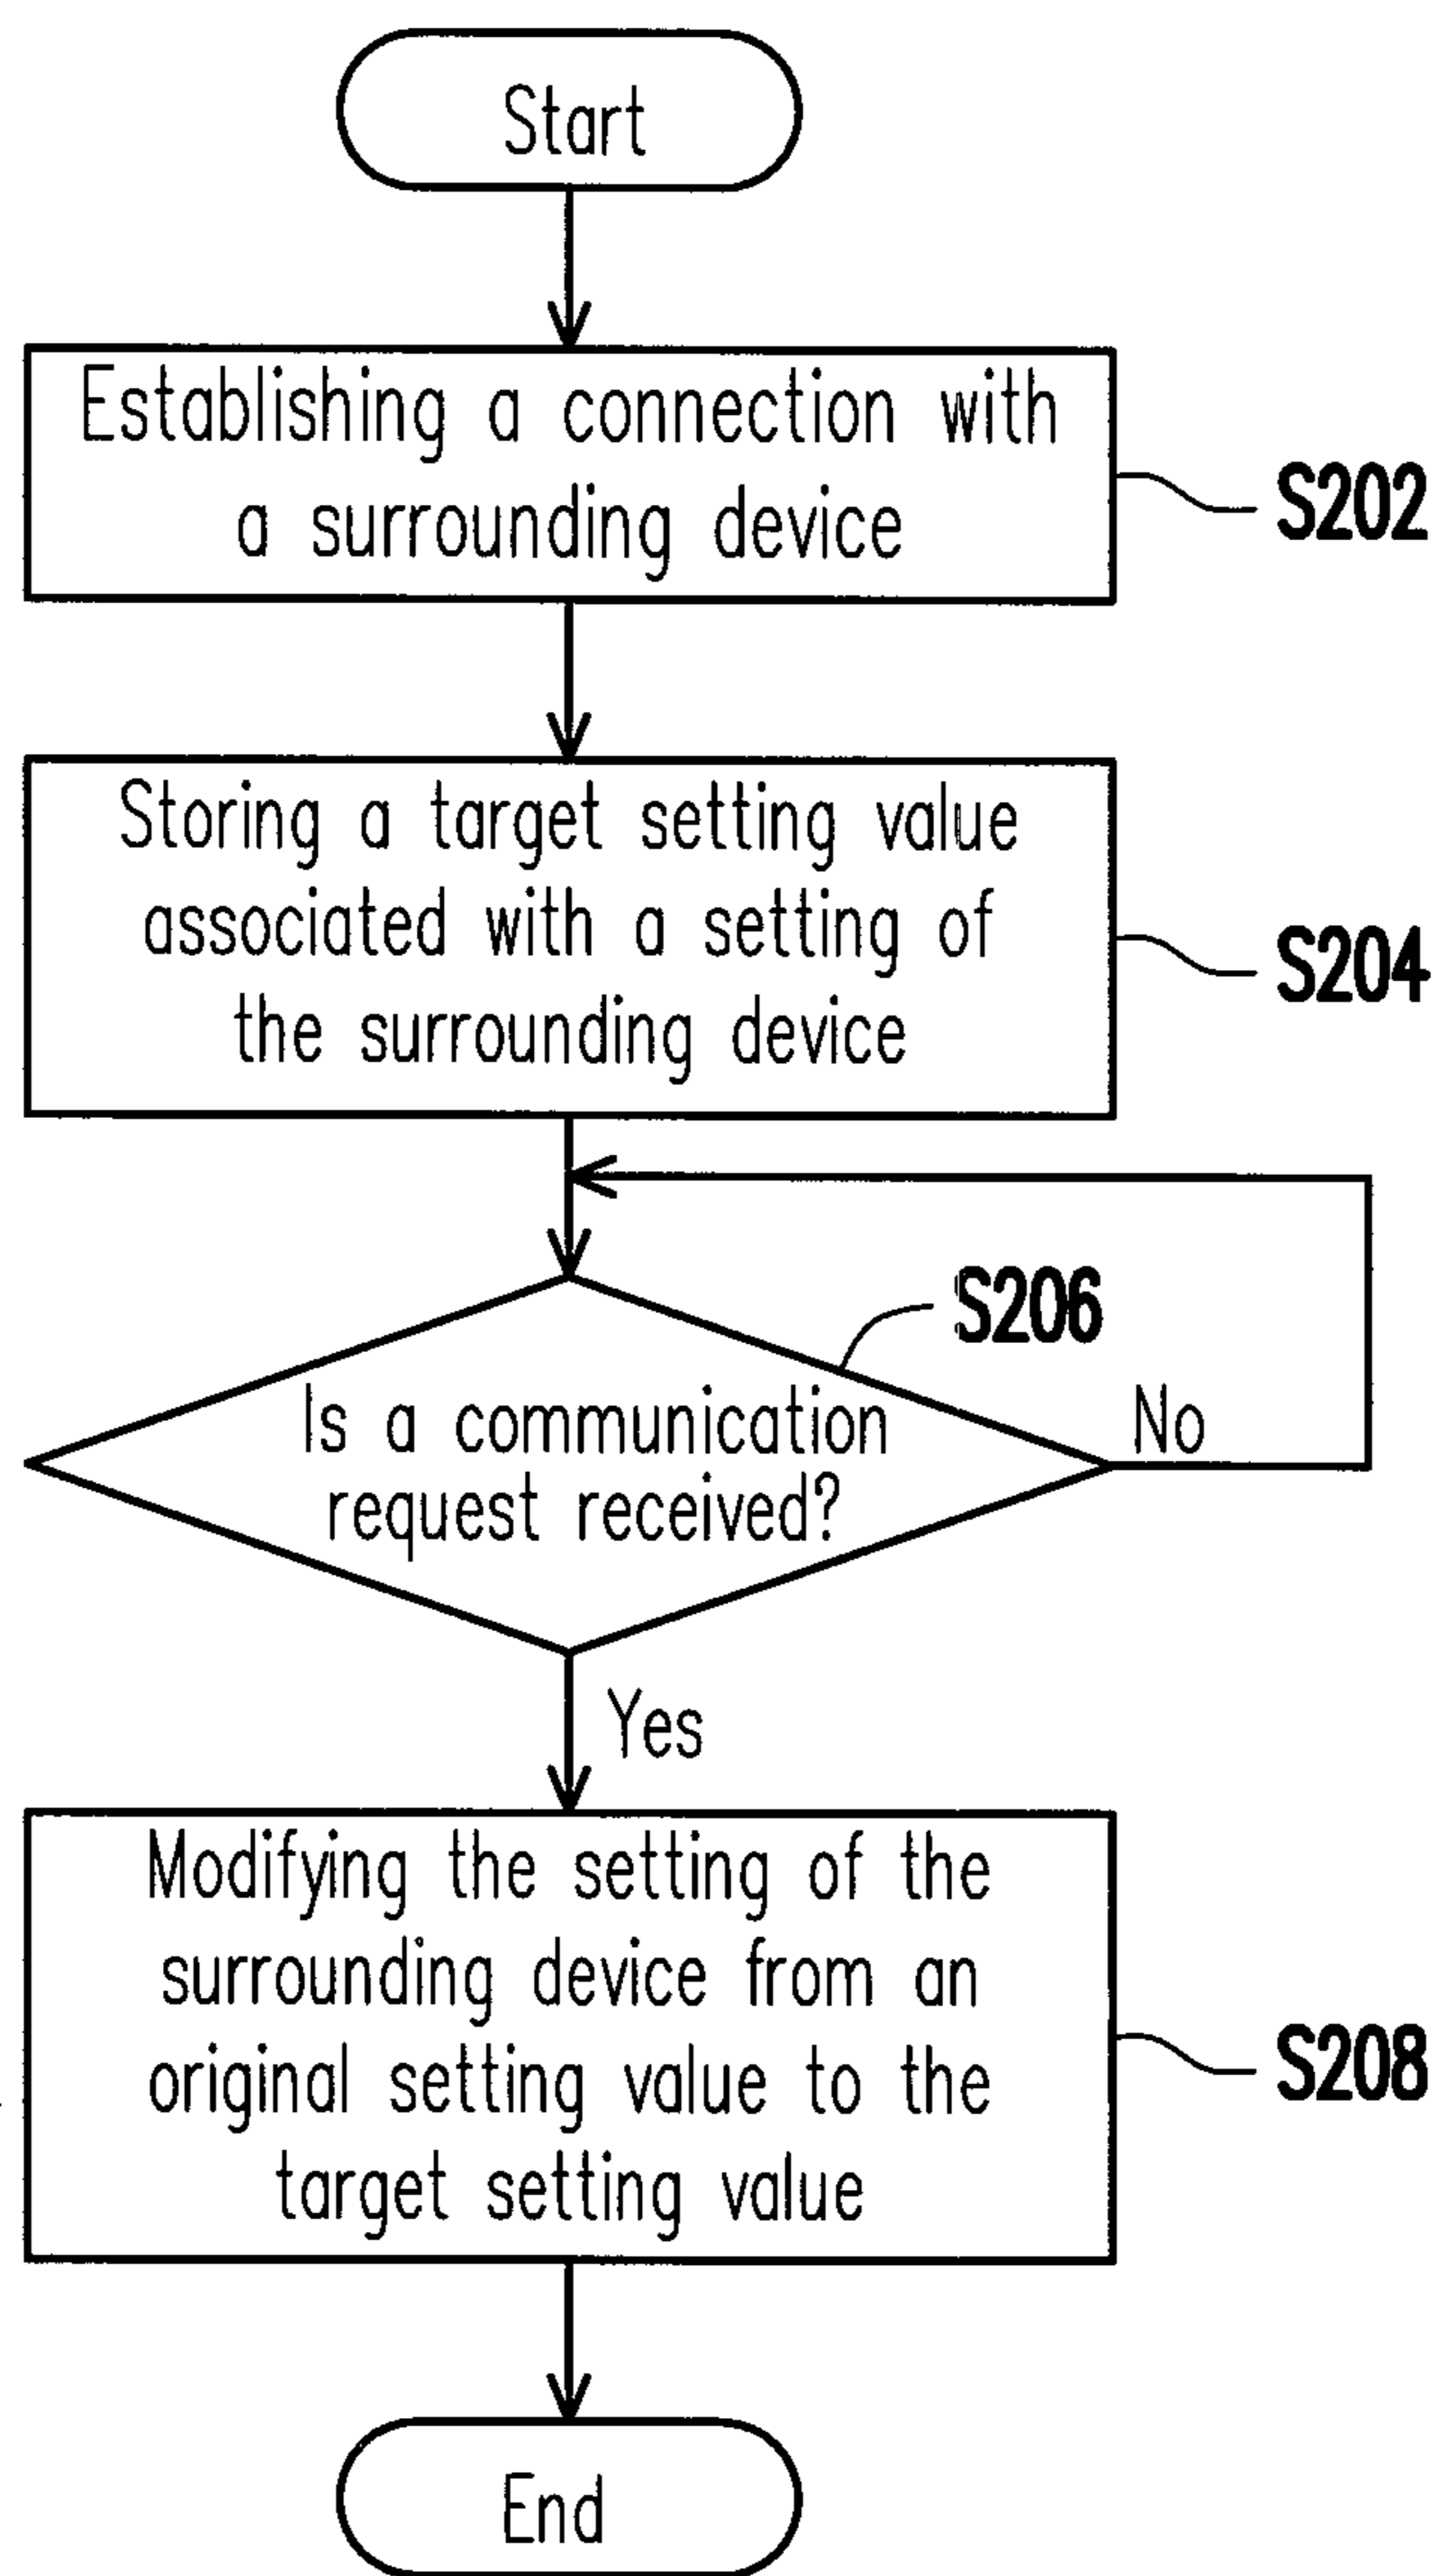 Start
Establishing a connection with
a surrounding device
S202
Storing a target setting value
associated with a setting of
the surrounding device
S204
S206
Is a communication
request received?
No
Yes
Modifying the setting of the
surrounding device from an
original setting value to the
target setting value
S208
End